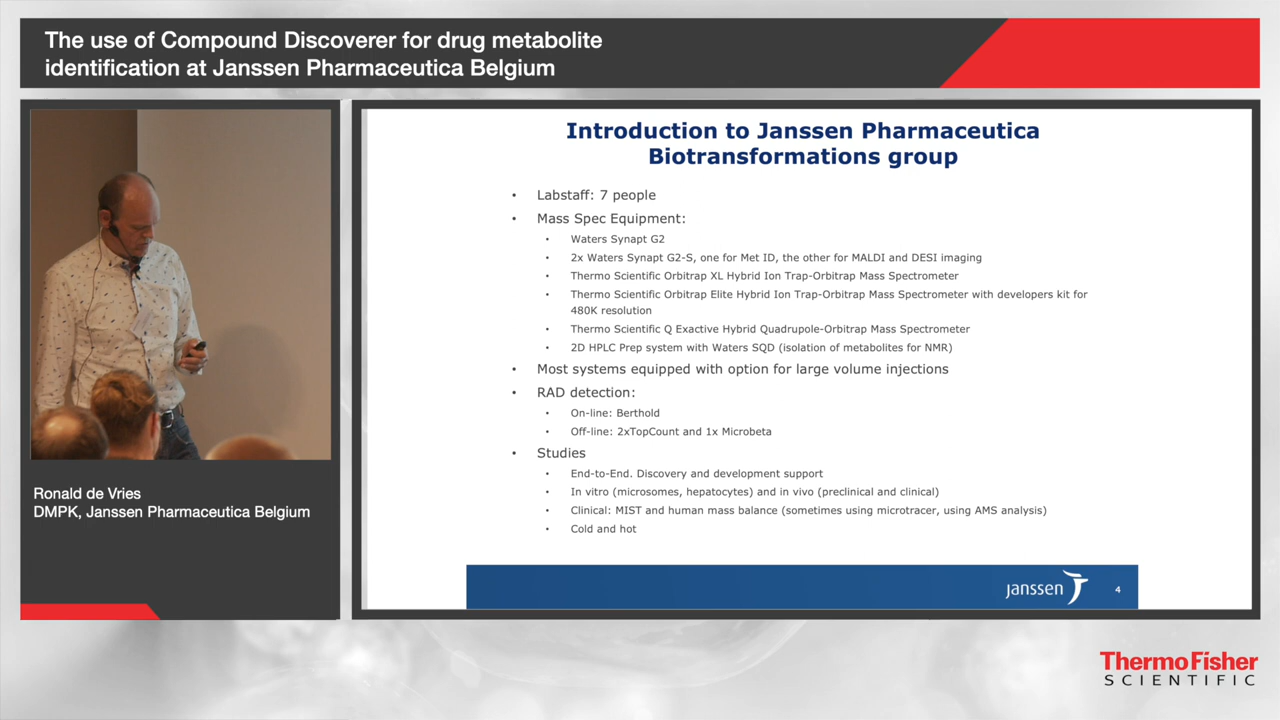 The use of Compound Discoverer for drug metabolite
identification at Janssen Pharmaceutica Belgium
Ronald de Vries
DMPK, Janssen Pharmaceutica Belgium
Introduction to Janssen Pharmaceutica
Biotransformations group
• Labstaff: 7 people
• Mass Spec Equipment:
• Waters Synapt G2
• 2x Waters Synapt G2-S, one for Met ID, the other for MALDI and DESI imaging
• Thermo Scientific Orbitrap XL Hybrid Ion Trap-Orbitrap Mass Spectrometer
• Thermo Scientific Orbitrap Elite Hybrid Ion Trap-Orbitrap Mass Spectrometer with developers kit for
480K resolution
• Thermo Scientific Q Exactive Hybrid Quadrupole-Orbitrap Mass Spectrometer
• 2D HPLC Prep system with Waters SQD (isolation of metabolites for NMR)
• Most systems equipped with option for large volume injections
• RAD detection:
• On-line: Berthold
• Off-line: 2xTopCount and 1x Microbeta
• Studies
• End-to-End. Discovery and development support
• In vitro (microsomes, hepatocytes) and in vivo (preclinical and clinical)
• Clinical: MIST and human mass balance (sometimes using microtracer, using AMS analysis)
• Cold and hot
janssen
4
ThermoFisher
SCIENTIFIC